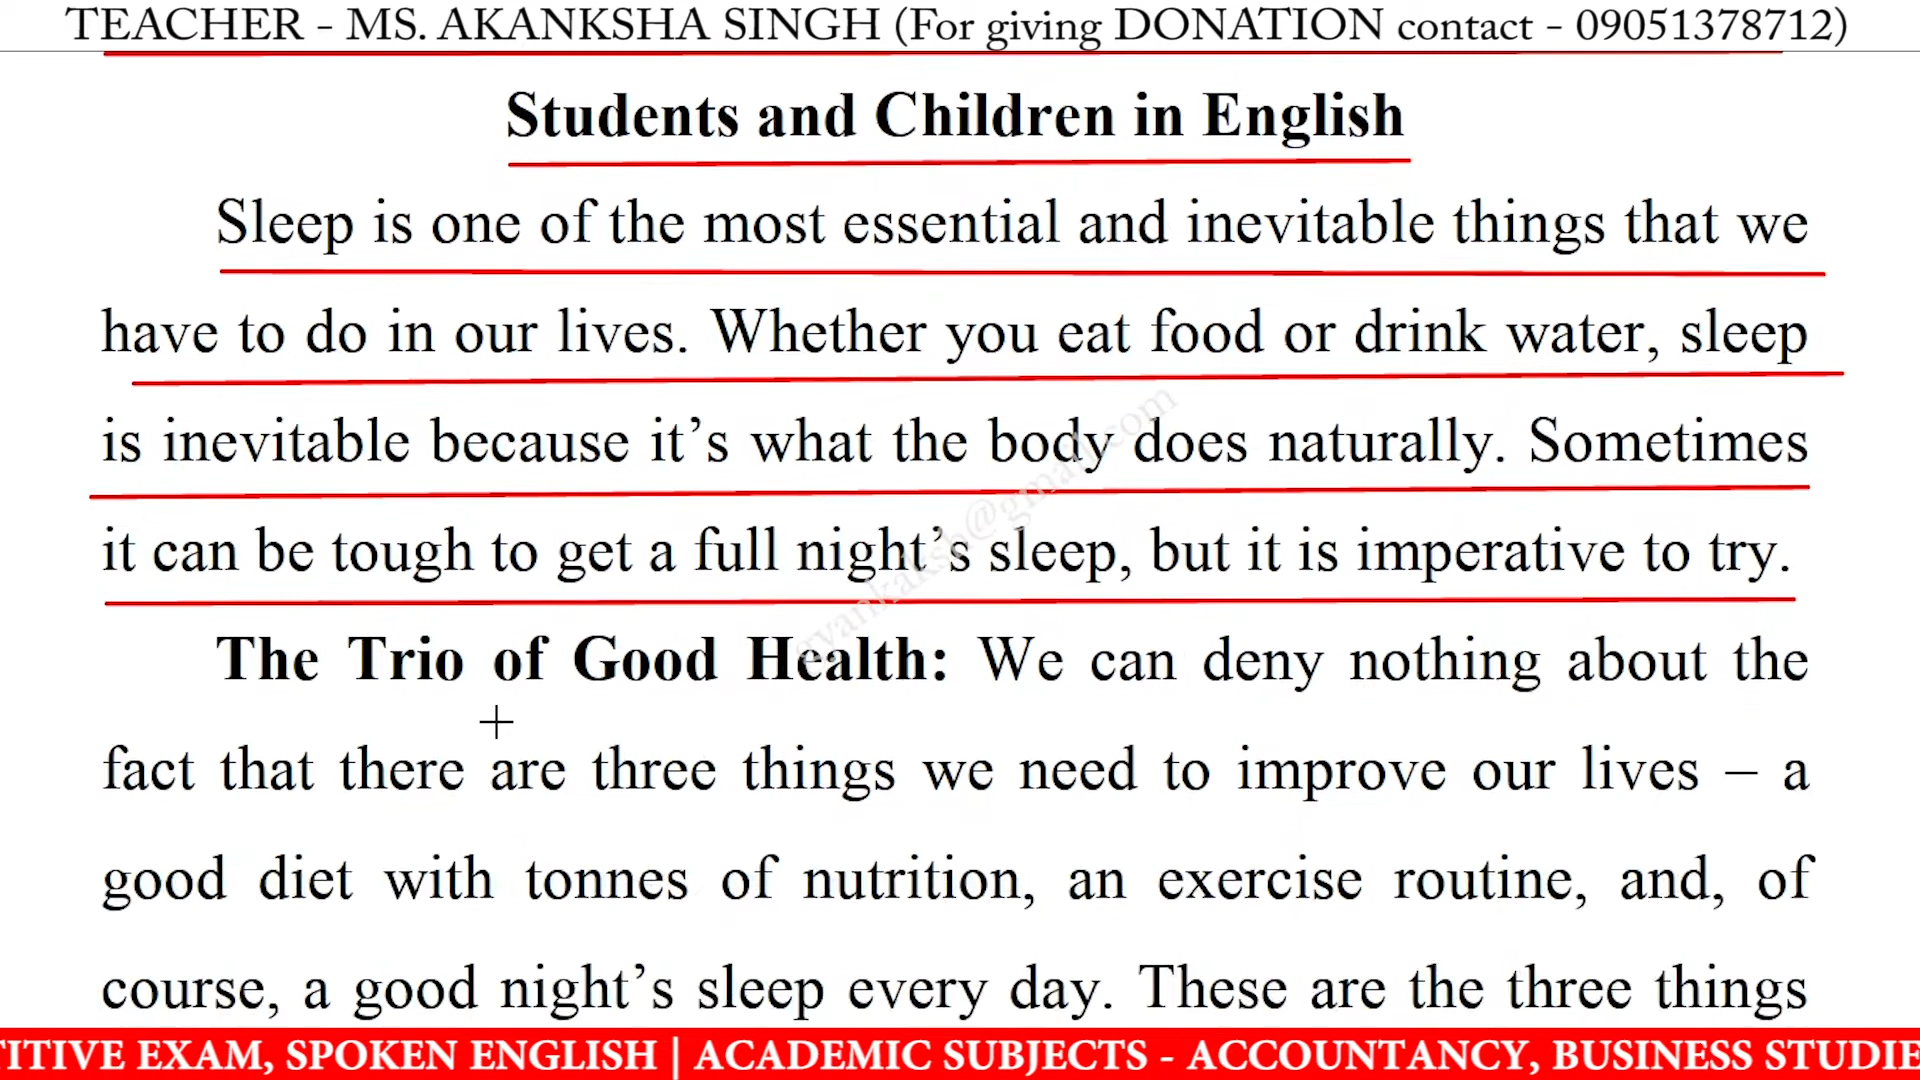 TEACHER - MS. AKANKSHA SINGH (For giving DONATION contact - 09051378712)
Students and Children in English
Sleep is one of the most essential and inevitable things that we
have to do in our lives. Whether you eat food or drink water, sleep
is inevitable because it’s what the body does naturally. Sometimes
it can be tough to get a full night’s sleep, but it is imperative to try.
The Trio of Good Health: We can deny nothing about the
fact that there are three things we need to improve our lives – a
good diet with tonnes of nutrition, an exercise routine, and, of
course, a good night’s sleep every day. These are the three things
TITIVE EXAM, SPOKEN ENGLISH | ACADEMIC SUBJECTS - ACCOUNTANCY, BUSINESS STUDIE